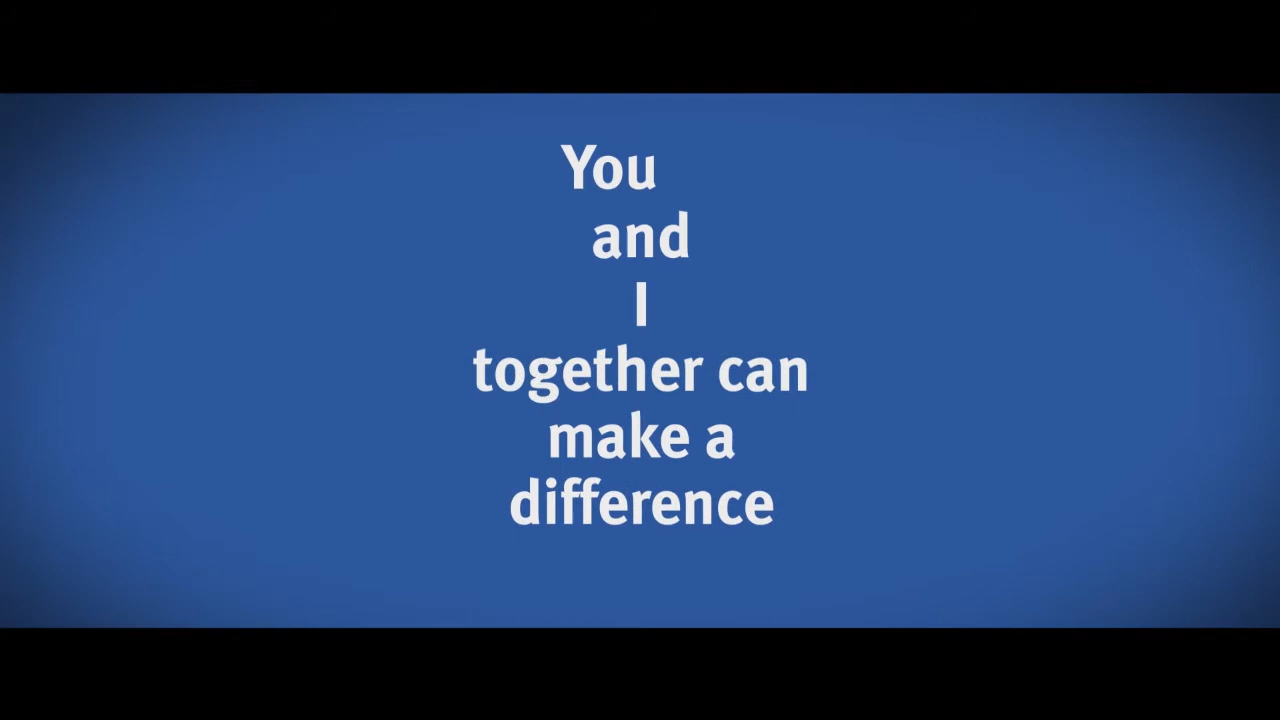 You
and
I
together can
make a
difference